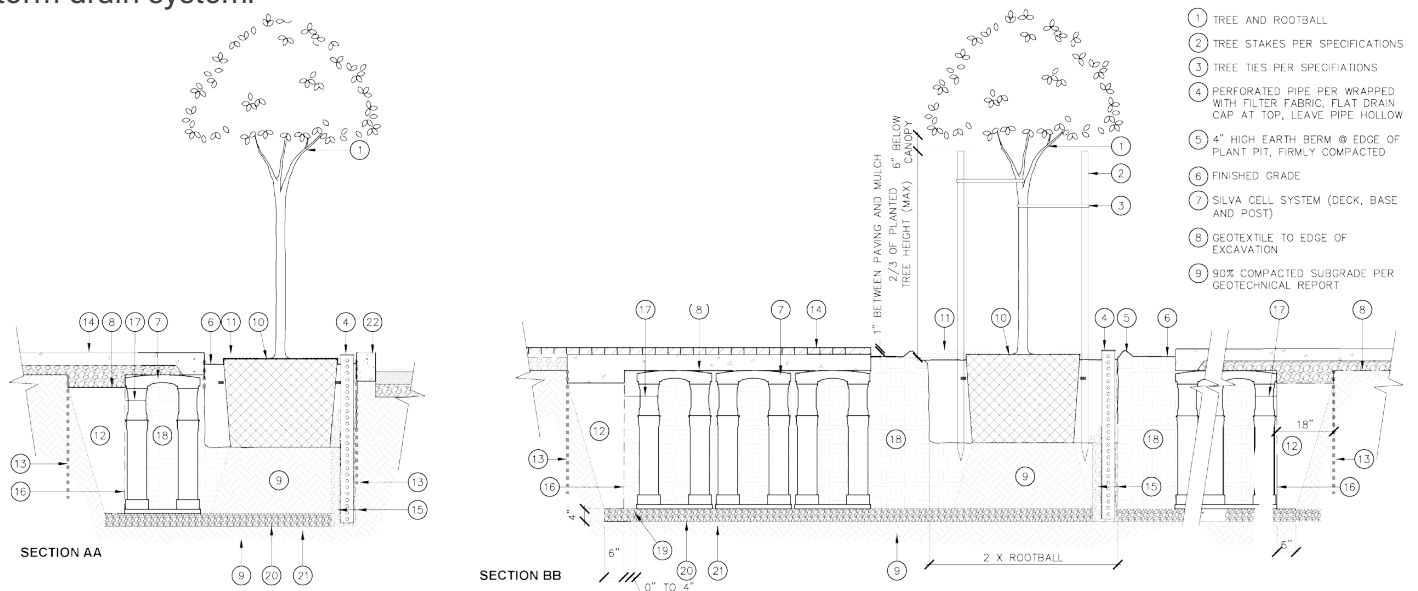 torm drain system.
1 TREE AND ROOTBALL
2 TREE STAKES PER SPECIFICATIONS
3 TREE TIES PER SPECIFIATIONS
4 PERFORATED PIPE PER WRAPPED
WITH FILTER FABRIC, FLAT DRAIN
CAP AT TOP, LEAVE PIPE HOLLOW
5 4" HIGH EARTH BERM @ EDGE OF
PLANT PIT, FIRMLY COMPACTED
6 FINISHED GRADE
7 SILVA CELL SYSTEM (DECK, BASE
AND POST)
8 GEOTEXTILE TO EDGE OF
EXCAVATION
9 90% COMPACTED SUBGRADE PER
GEOTECHNICAL REPORT
1
14 8 17 7 6 11 10 4 22
12 18
13 9 13
16 15
SECTION AA
9 20 21
1" BETWEEN PAVING AND MULCH
2/3 OF PLANTED 6" BELOW
TREE HEIGHT (MAX) CANOPY
1
2
3
17 8 7 14 11 10 4 5 6 17 8
12 18 18 18" 12
13 9 13
16 15 16
4"
19
6" 20 21 9 2 X ROOTBALL 6"
0" TO 4"
SECTION BB